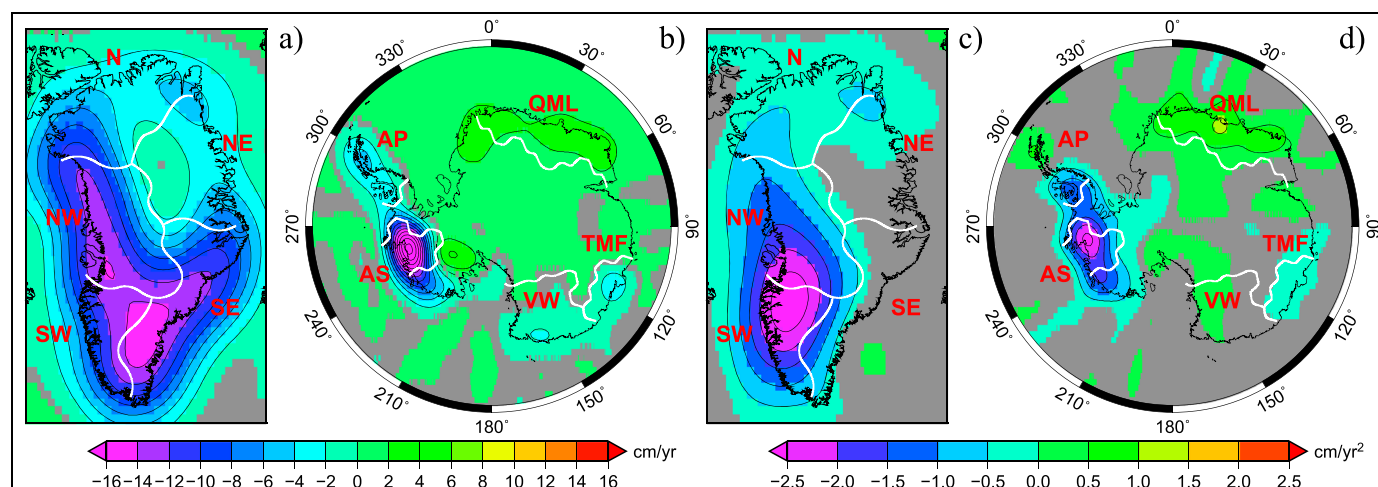 a)
b)
c)
d)
N
NE
NW
SW
SE
0°
30°
60°
90°
120°
150°
180°
210°
240°
270°
300°
330°
QML
AP
AS
TMF
VW
N
NE
NW
SW
SE
0°
30°
60°
90°
120°
150°
180°
210°
240°
270°
300°
330°
QML
AP
AS
TMF
VW
−16 −14 −12 −10 −8 −6 −4 −2 0 2 4 6 8 10 12 14 16
cm/yr
−2.5 −2.0 −1.5 −1.0 −0.5 0.0 0.5 1.0 1.5 2.0 2.5
cm/yr²